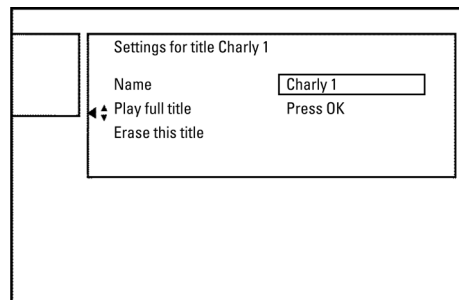 Settings for title Charly 1
Name Charly 1
Play full title Press OK
Erase this title